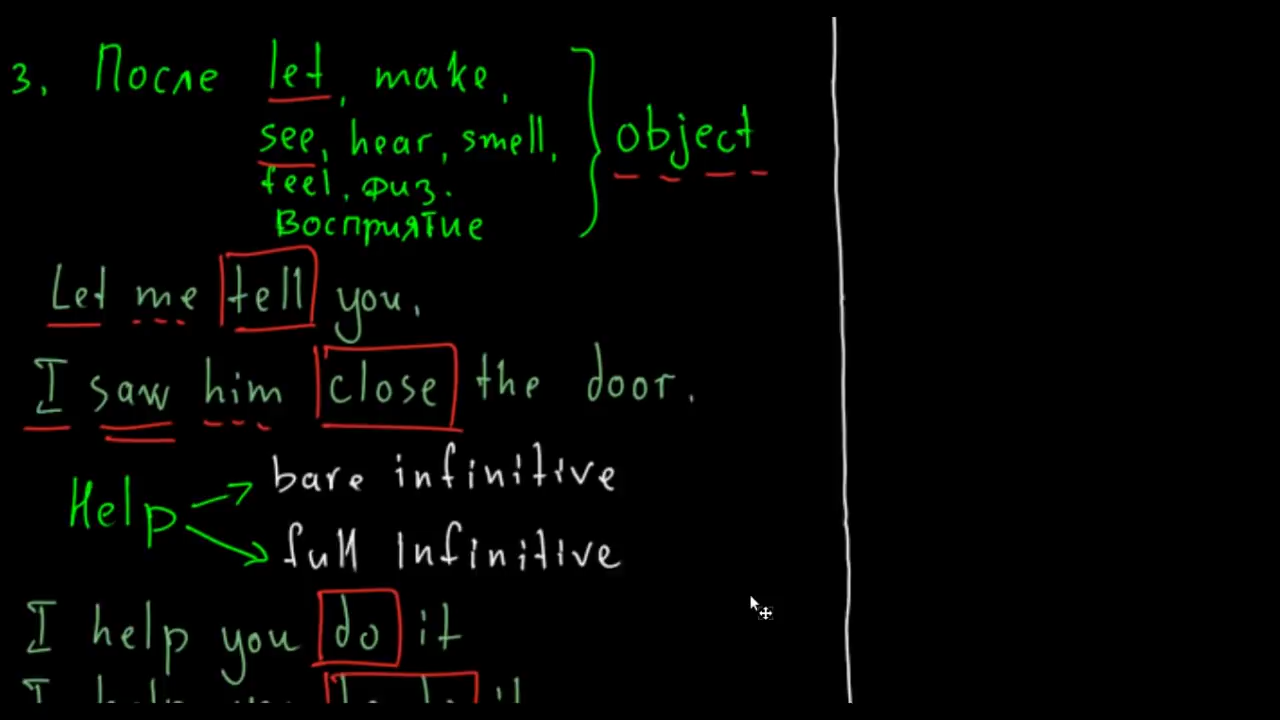 3. После let, make,
see, hear, smell,
feel, физ.
Восприятие
object
Let me tell you.
I saw him close the door.
Help
bare infinitive
full Infinitive
I help you do it